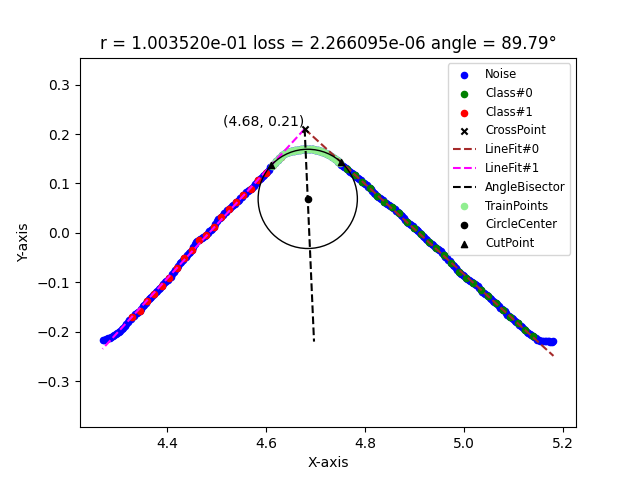 r = 1.003520e-01 loss = 2.266095e-06 angle = 89.79°
Y-axis
0.3
0.2
0.1
0.0
−0.1
−0.2
−0.3
(4.68, 0.21)
Noise
Class#0
Class#1
CrossPoint
LineFit#0
LineFit#1
AngleBisector
TrainPoints
CircleCenter
CutPoint
4.4 4.6 4.8 5.0 5.2
X-axis